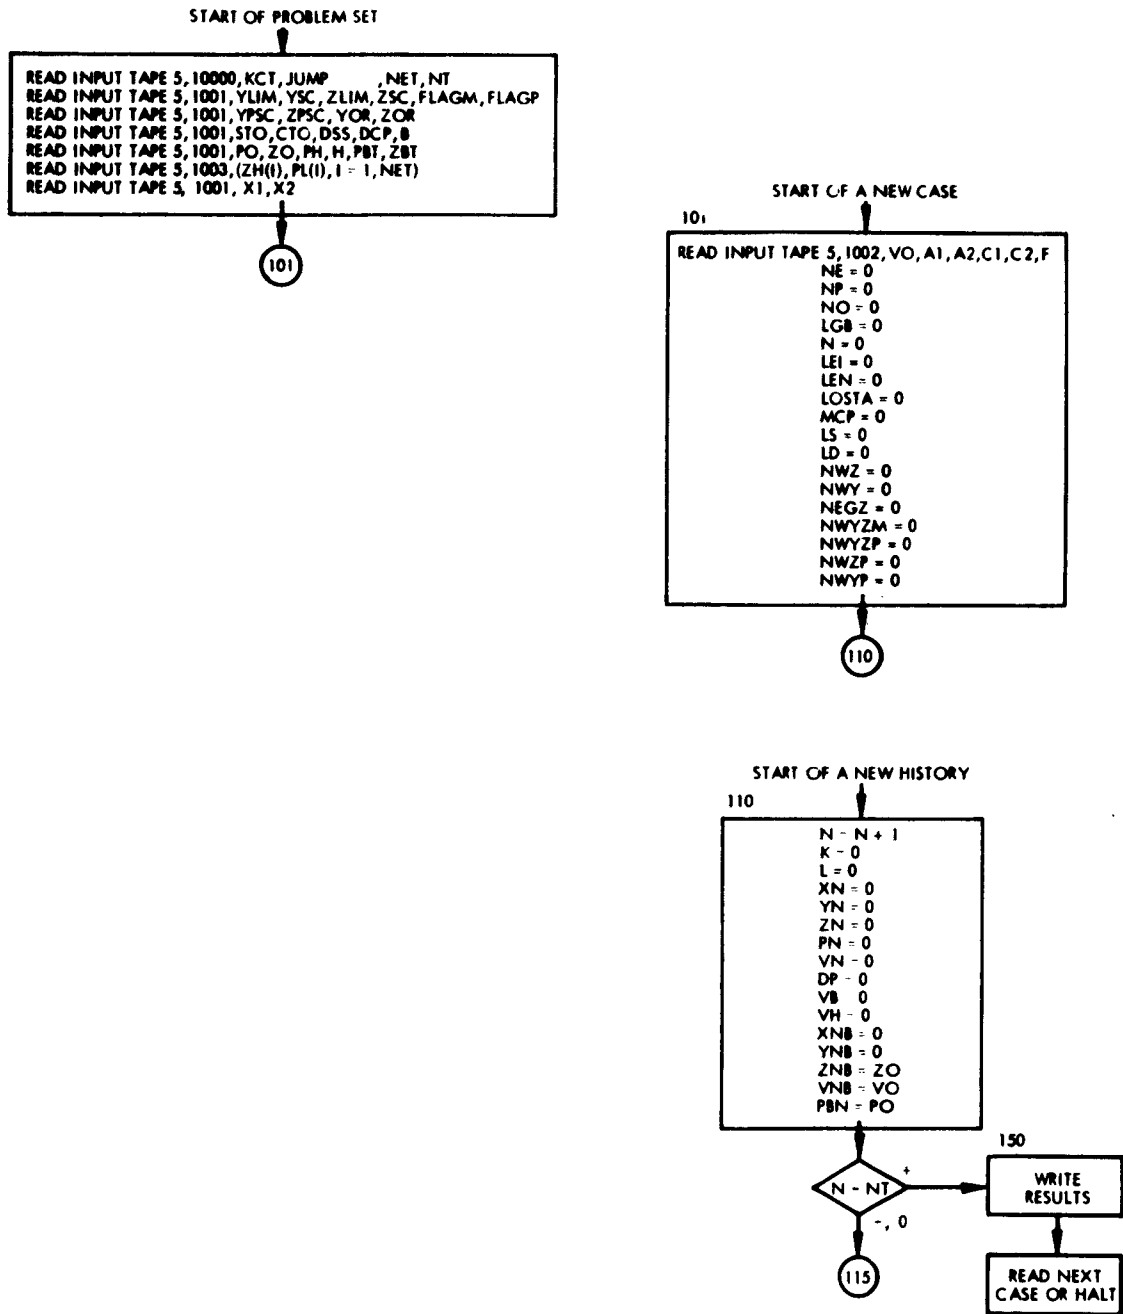 START OF PROBLEM SET
READ INPUT TAPE 5, 10000, KCT, JUMP , NET, NT
READ INPUT TAPE 5, 1001, YLIM, YSC, ZLIM, ZSC, FLAGM, FLAGP
READ INPUT TAPE 5, 1001, YPSC, ZPSC, YOR, ZOR
READ INPUT TAPE 5, 1001, STO, CTO, DSS, DCP, B
READ INPUT TAPE 5, 1001, PO, ZO, PH, H, PBT, ZBT
READ INPUT TAPE 5, 1003, (ZH(I), PL(I), I = 1, NET)
READ INPUT TAPE 5, 1001, X1, X2
101
START OF A NEW CASE
101
READ INPUT TAPE 5, 1002, VO, A1, A2, C1, C2, F
NE = 0
NP = 0
NO = 0
LGB = 0
N = 0
LEI = 0
LEN = 0
LOSTA = 0
MCP = 0
LS = 0
LD = 0
NWZ = 0
NWY = 0
NEGZ = 0
NWYZM = 0
NWYZP = 0
NWZP = 0
NWYP = 0
110
START OF A NEW HISTORY
110
N - N + 1
K - 0
L = 0
XN = 0
YN = 0
ZN = 0
PN = 0
VN - 0
DP - 0
VB 0
VH - 0
XNB = 0
YNB = 0
ZNB = ZO
VNB = VO
PBN - PO
N - NT
+
-, 0
115
150
WRITE
RESULTS
READ NEXT
CASE OR HALT